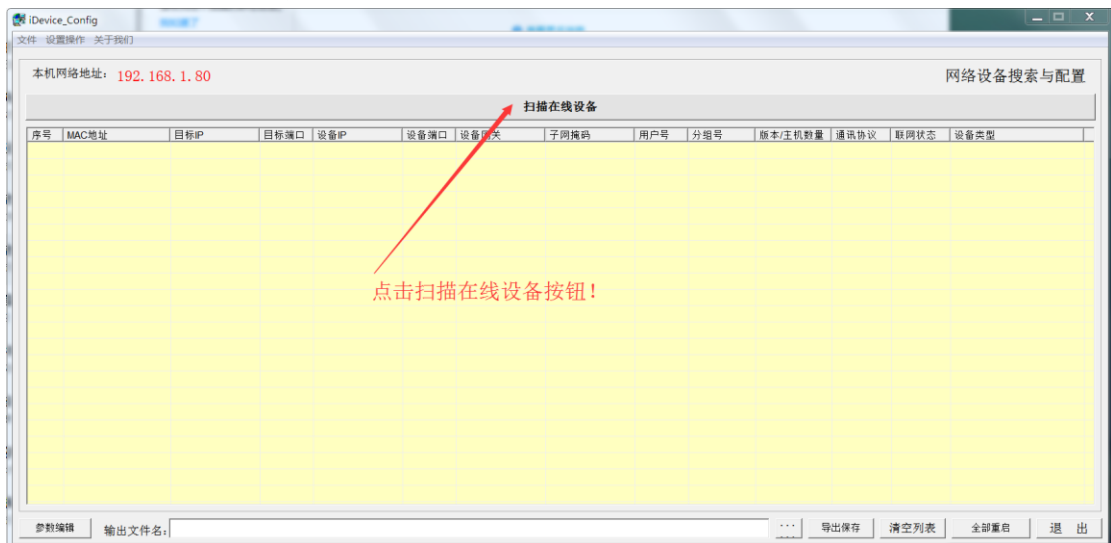 iDevice_Config
文件 设置操作 关于我们
本机网络地址: 192.168.1.80
网络设备搜索与配置
扫描在线设备
序号 MAC地址 目标IP 目标端口 设备IP 设备端口 设备网关 子网掩码 用户号 分组号 版本/主机数量 通讯协议 联网状态 设备类型
点击扫描在线设备按钮!
参数编辑 输出文件名: ... 导出保存 清空列表 全部重启 退 出